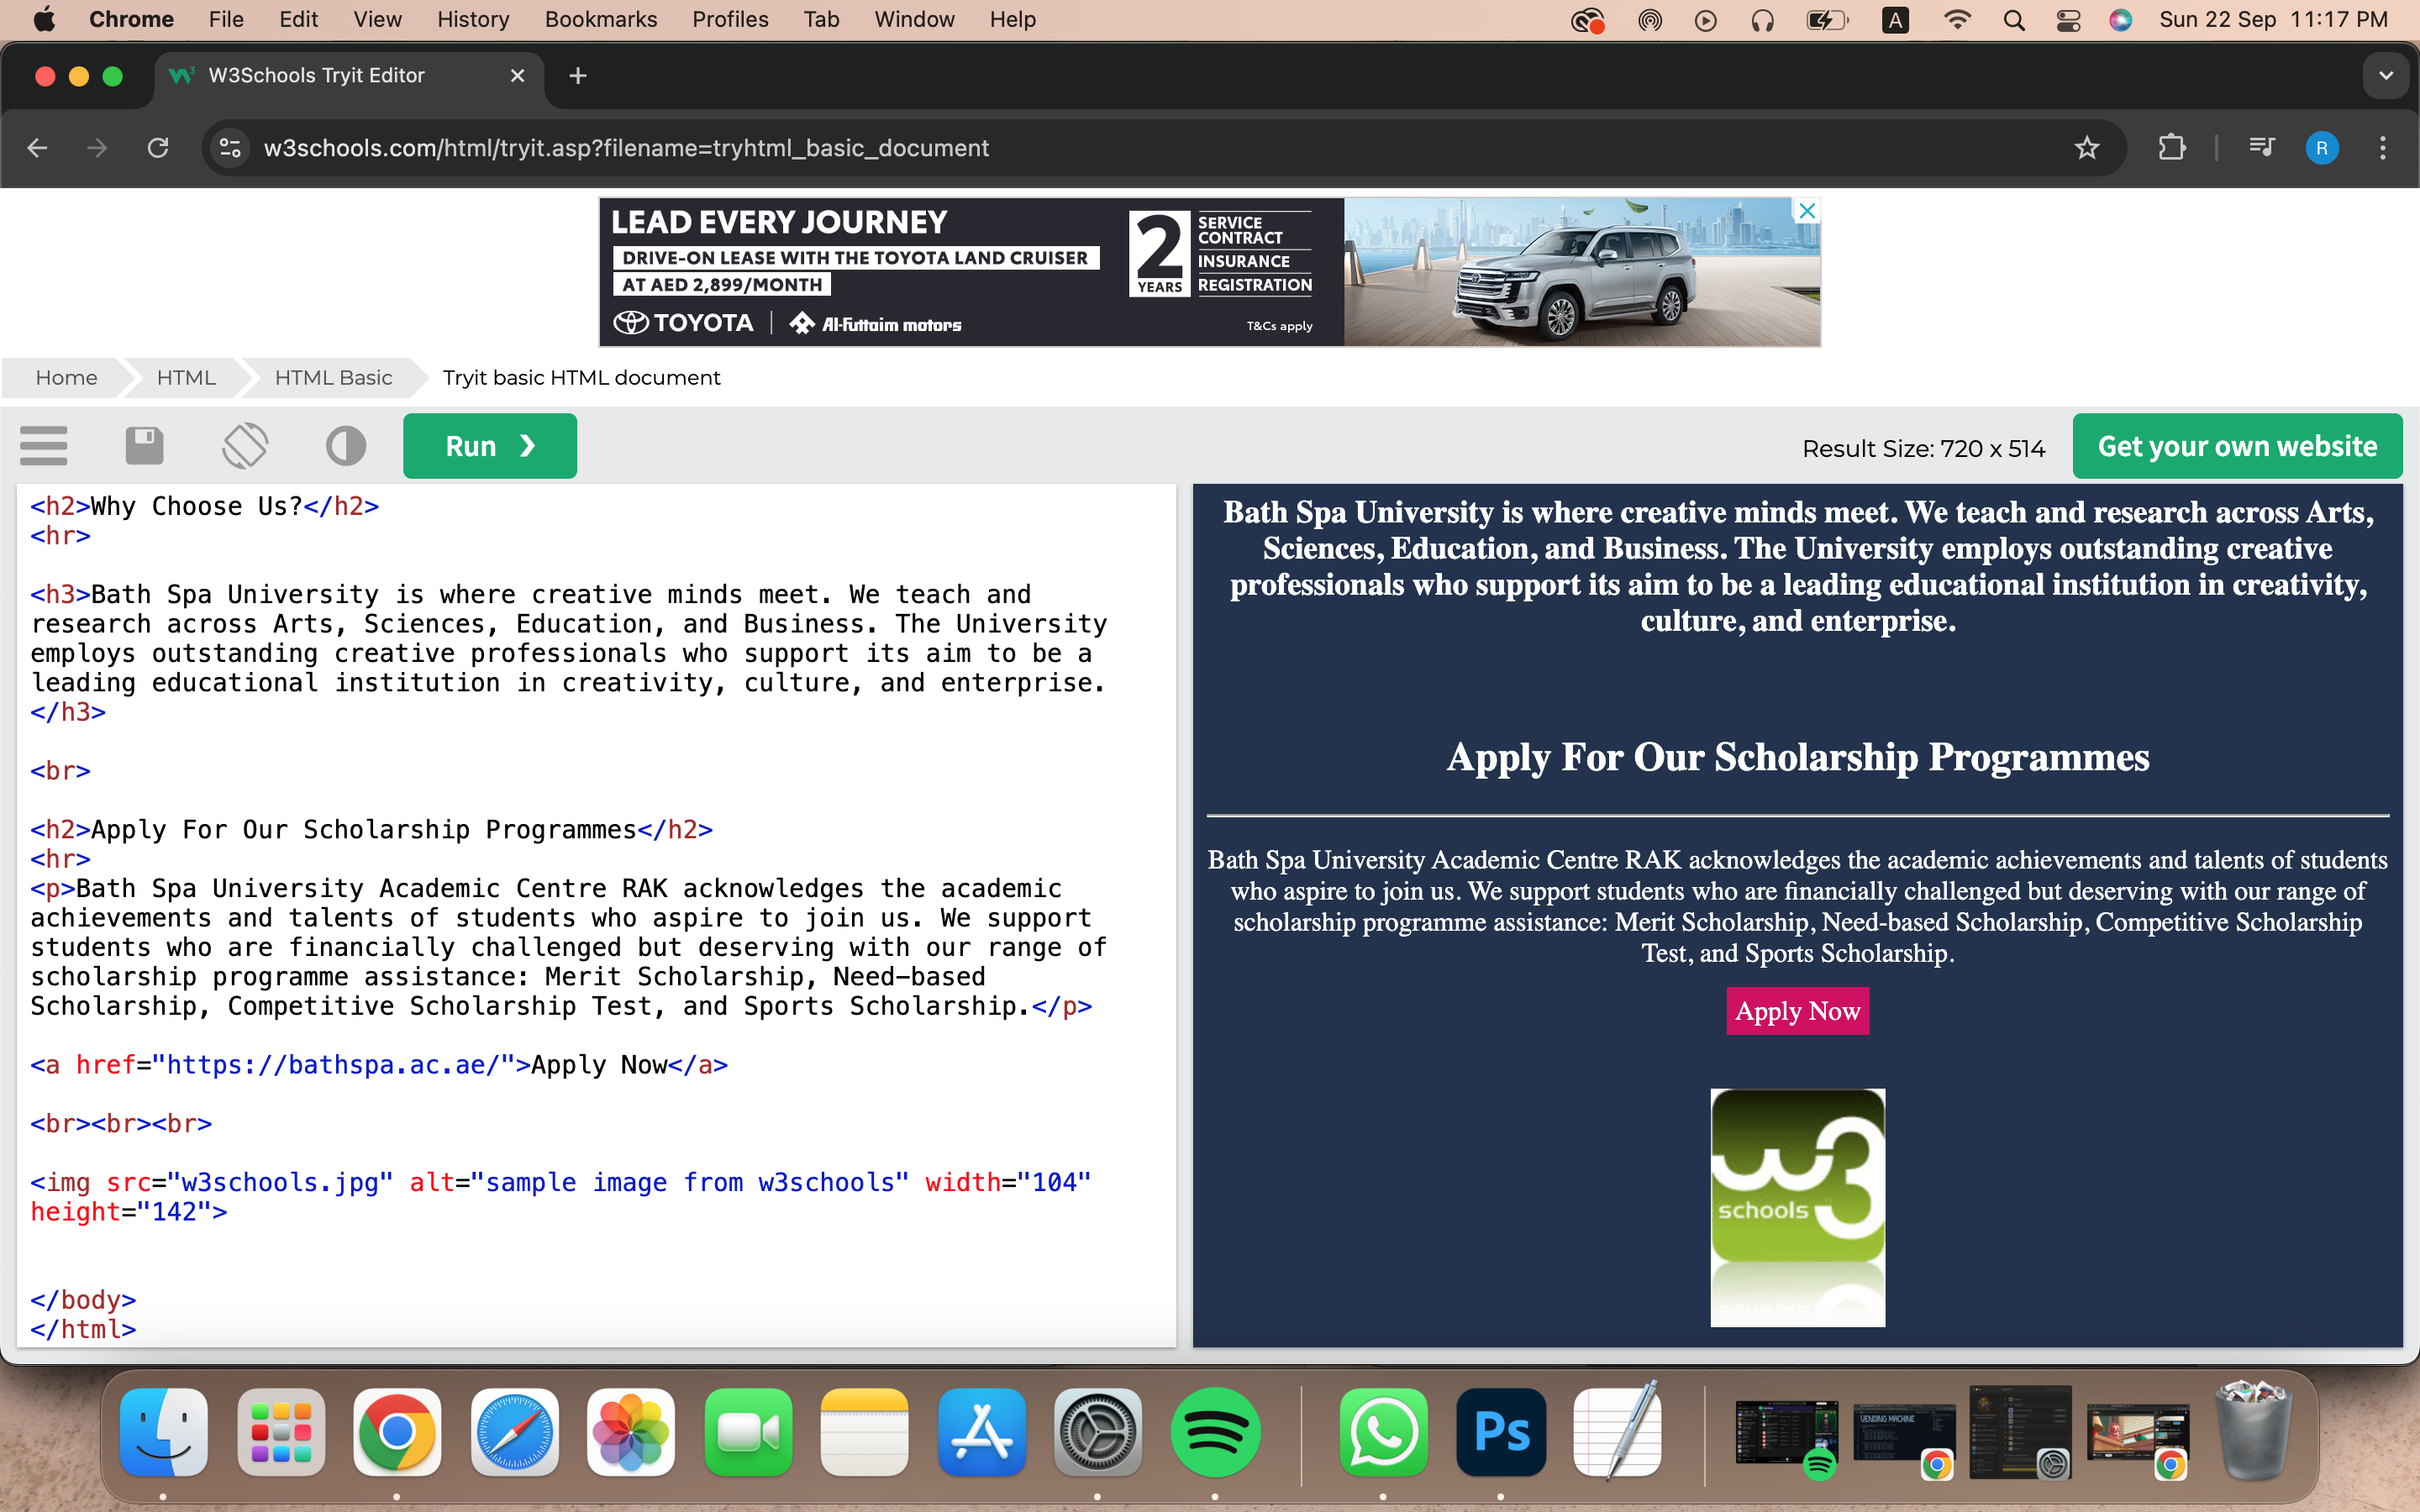 Chrome File Edit View History Bookmarks Profiles Tab Window Help A Sun 22 Sep 11:17 PM
W3Schools Tryit Editor
w3schools.com/html/tryit.asp?filename=tryhtml_basic_document R
LEAD EVERY JOURNEY
DRIVE-ON LEASE WITH THE TOYOTA LAND CRUISER
AT AED 2,899/MONTH
TOYOTA Al-Futtaim motors
2 YEARS
SERVICE
CONTRACT
INSURANCE
REGISTRATION
T&Cs apply
Home HTML HTML Basic Tryit basic HTML document
Run ❯ Result Size: 720 x 514 Get your own website
<h2>Why Choose Us?</h2>
<hr>
<h3>Bath Spa University is where creative minds meet. We teach and
research across Arts, Sciences, Education, and Business. The University
employs outstanding creative professionals who support its aim to be a
leading educational institution in creativity, culture, and enterprise.
</h3>
<br>
<h2>Apply For Our Scholarship Programmes</h2>
<hr>
<p>Bath Spa University Academic Centre RAK acknowledges the academic
achievements and talents of students who aspire to join us. We support
students who are financially challenged but deserving with our range of
scholarship programme assistance: Merit Scholarship, Need-based
Scholarship, Competitive Scholarship Test, and Sports Scholarship.</p>
<a href="https://bathspa.ac.ae/">Apply Now</a>
<br><br><br>
<img src="w3schools.jpg" alt="sample image from w3schools" width="104"
height="142">
</body>
</html>
Bath Spa University is where creative minds meet. We teach and research across Arts,
Sciences, Education, and Business. The University employs outstanding creative
professionals who support its aim to be a leading educational institution in creativity,
culture, and enterprise.
Apply For Our Scholarship Programmes
Bath Spa University Academic Centre RAK acknowledges the academic achievements and talents of students
who aspire to join us. We support students who are financially challenged but deserving with our range of
scholarship programme assistance: Merit Scholarship, Need-based Scholarship, Competitive Scholarship
Test, and Sports Scholarship.
Apply Now
w3
schools
Ps
VENDING MACHINE